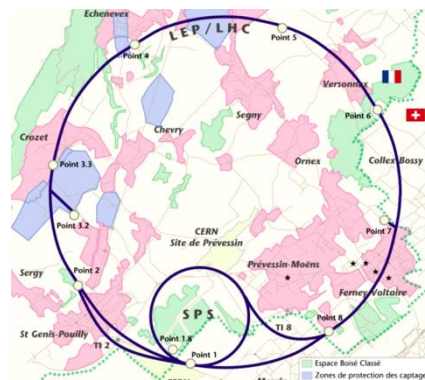 Echenevex
LEP/LHC
Point 5
Point 4
Versonnex
Segny
Point 6
Chevry
Crozet
Collex-Bossy
Ornex
Point 3.3
Point 3.2
Point 7
CERN
Site de Prévessin
Prévessin-Moëns
Sergy
Point 2
Ferney Voltaire
SPS
St Genis-Pouilly
TI 2
Point 1.8
TI 8
Point 8
Point 1
Espace Boisé Classé
Zones de protection des captage